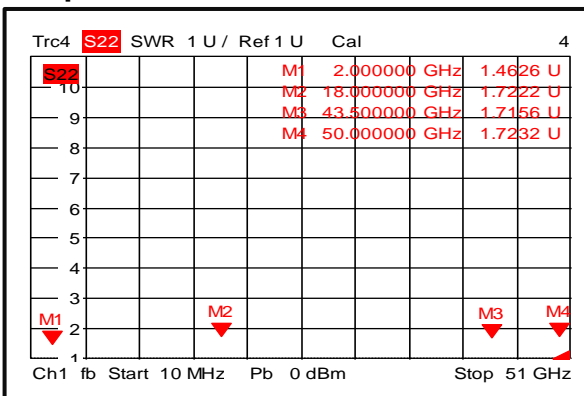 Trc4 S22 SWR 1 U / Ref 1 U Cal 4
S22
M1 2.000000 GHz 1.4626 U
M2 18.000000 GHz 1.7222 U
M3 43.500000 GHz 1.7156 U
M4 50.000000 GHz 1.7232 U
10
9
8
7
6
5
4
3
M1 M2 M3 M4
2
1
Ch1 fb Start 10 MHz Pb 0 dBm Stop 51 GHz